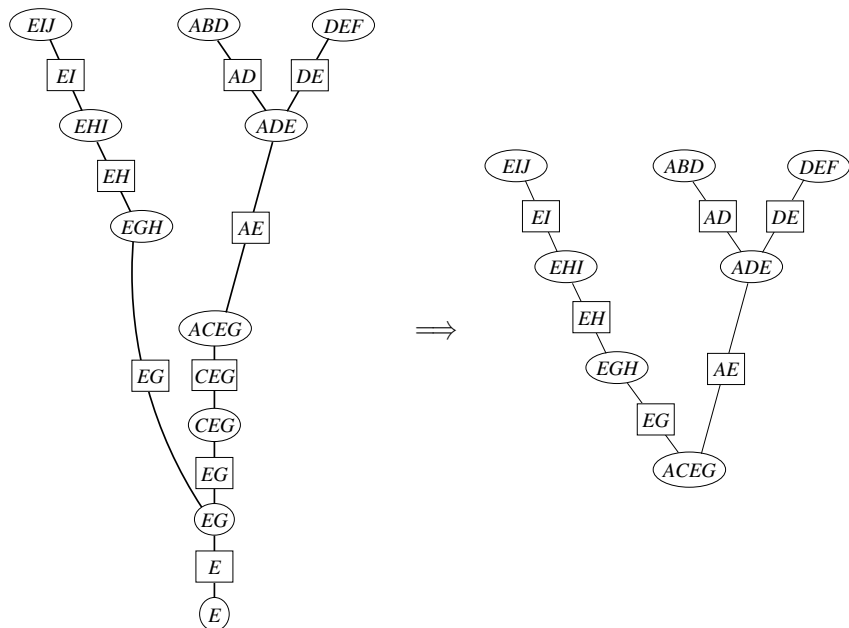 EIJ ABD DEF
EI AD DE
EHI ADE
EH
EGH AE
ACEG
EG CEG
CEG
EG
EG
E
E
⟹
EIJ ABD DEF
EI AD DE
EHI ADE
EH
EGH AE
EG
ACEG